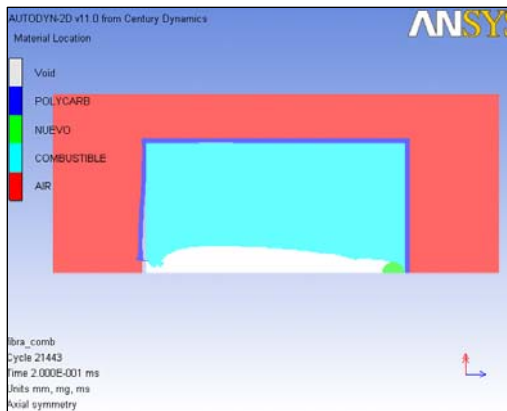 AUTODYN-2D v11.0 from Century Dynamics
Material Location
ANSYS
Void
POLYCARB
NUEVO
COMBUSTIBLE
AIR
libra_comb
Cycle 21443
Time 2.000E-001 ms
Units mm, mg, ms
Axial symmetry